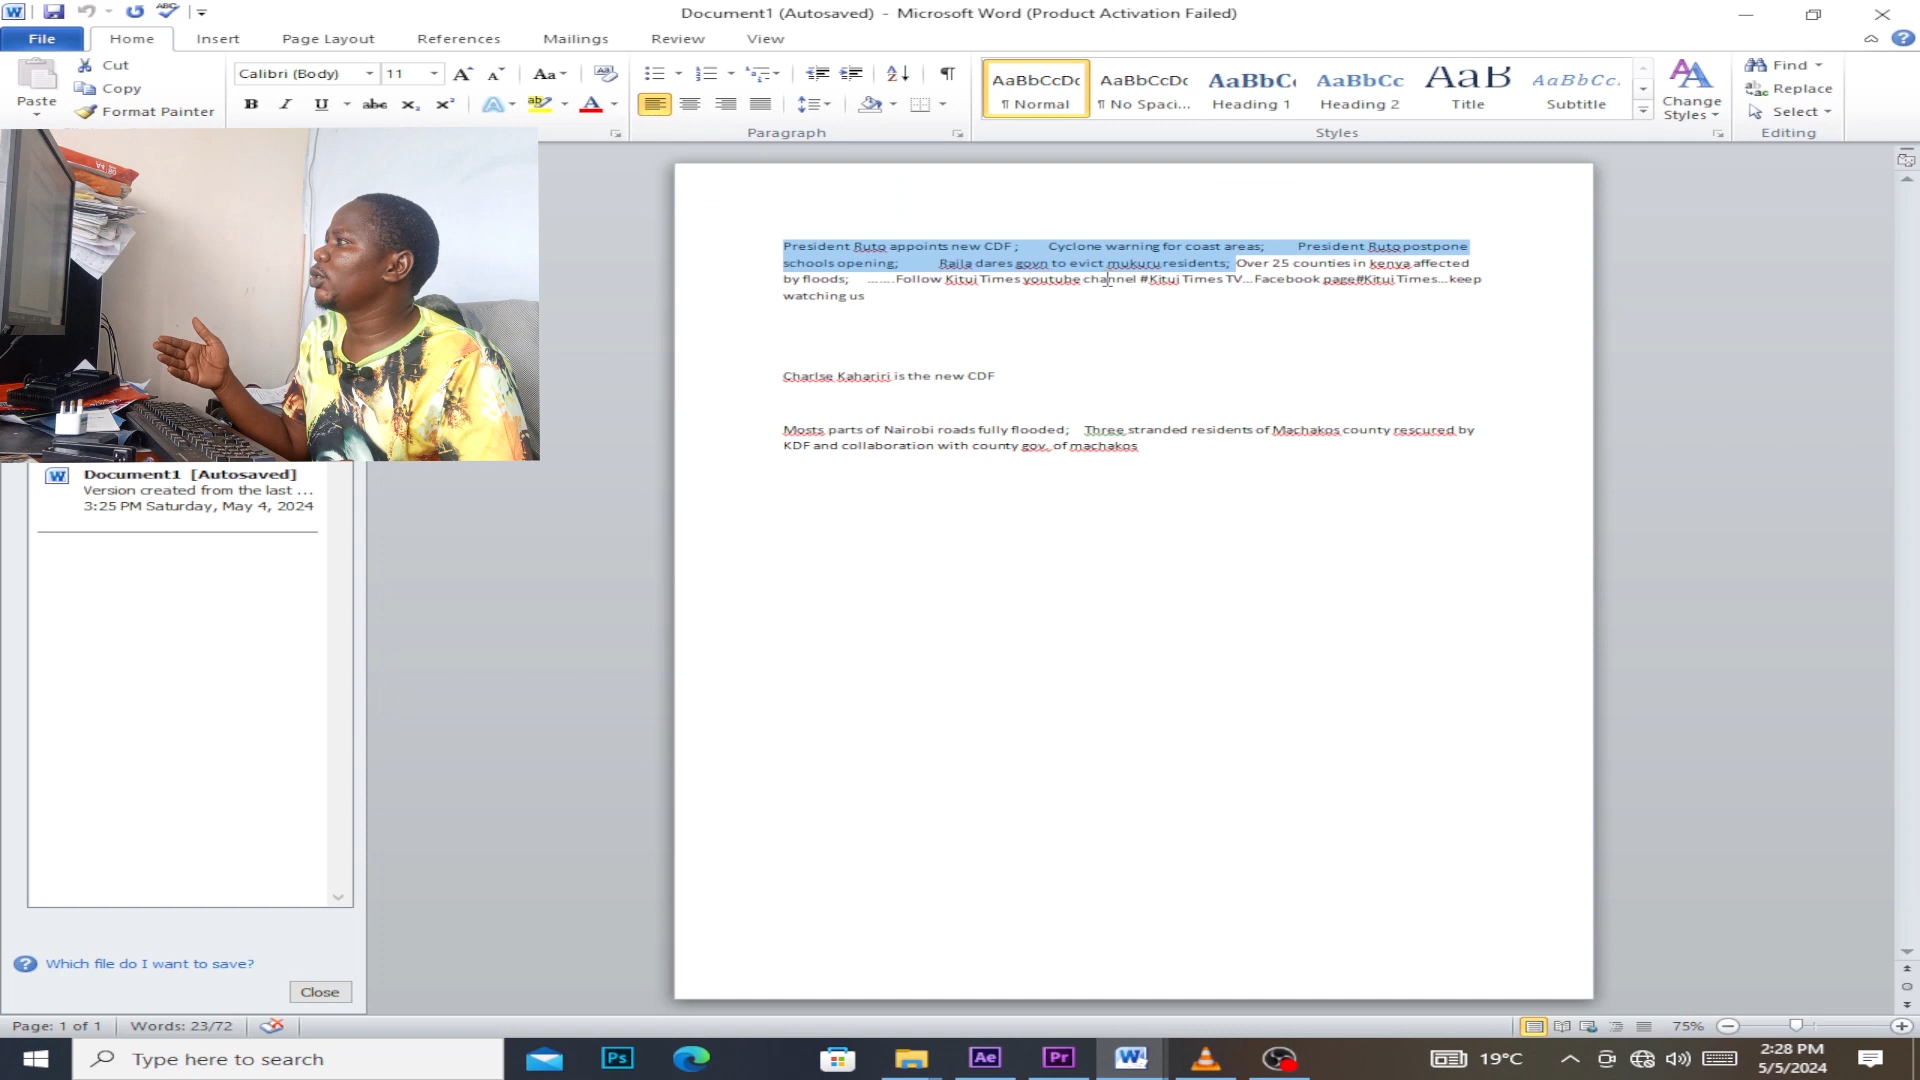 Document1 (Autosaved) - Microsoft Word (Product Activation Failed)
File Home Insert Page Layout References Mailings Review View
Paste
Cut
Copy
Format Painter
Calibri (Body) 11
Paragraph
AaBbCcDc AaBbCcDc AaBbC AaBbCc AaB AaBbCc.
¶ Normal ¶ No Spaci... Heading 1 Heading 2 Title Subtitle
Styles
Change Styles
Find
Replace
Select
Editing
President Ruto appoints new CDF ; Cyclone warning for coast areas; President Ruto postpone
schools opening; Raila dares govn to evict mukuru residents; Over 25 counties in kenya affected
by floods; .......Follow Kitui Times youtube channel #Kitui Times TV...Facebook page#Kitui Times...keep
watching us
Charlse Kahariri is the new CDF
Mosts parts of Nairobi roads fully flooded; Three stranded residents of Machakos county rescured by
KDF and collaboration with county gov. of machakos
Document1 [Autosaved]
Version created from the last ...
3:25 PM Saturday, May 4, 2024
Which file do I want to save?
Close
Page: 1 of 1 Words: 23/72
75%
Type here to search
Ps
Ae
Pr
W
19°C
2:28 PM
5/5/2024